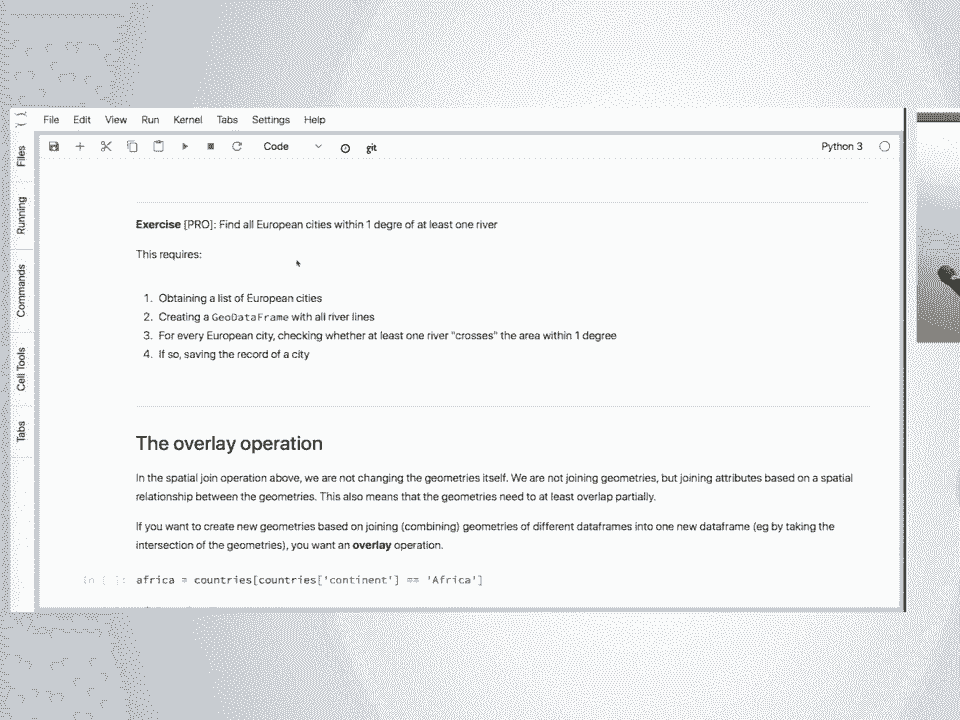 File Edit View Run Kernel Tabs Settings Help
Code
git
Python 3
Files
Running
Commands
Cell Tools
Tabs
Exercise [PRO]: Find all European cities within 1 degre of at least one river
This requires:
1. Obtaining a list of European cities
2. Creating a GeoDataFrame with all river lines
3. For every European city, checking whether at least one river "crosses" the area within 1 degree
4. If so, saving the record of a city
The overlay operation
In the spatial join operation above, we are not changing the geometries itself. We are not joining geometries, but joining attributes based on a spatial
relationship between the geometries. This also means that the geometries need to at least overlap partially.
If you want to create new geometries based on joining (combining) geometries of different dataframes into one new dataframe (eg by taking the
intersection of the geometries), you want an overlay operation.
In [ ]: africa = countries[countries['continent'] == 'Africa']